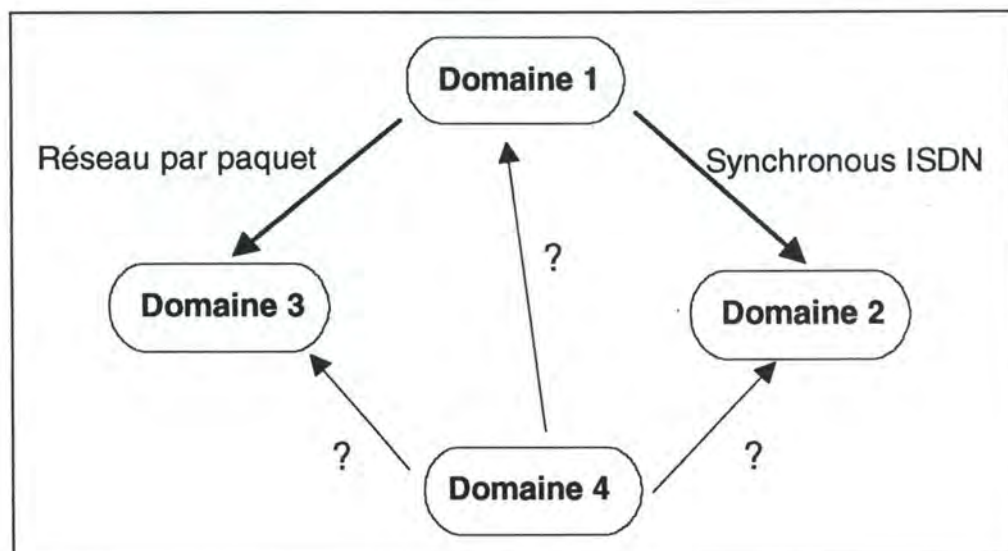 Domaine 1
Réseau par paquet
Synchronous ISDN
?
Domaine 3
Domaine 2
?
?
Domaine 4